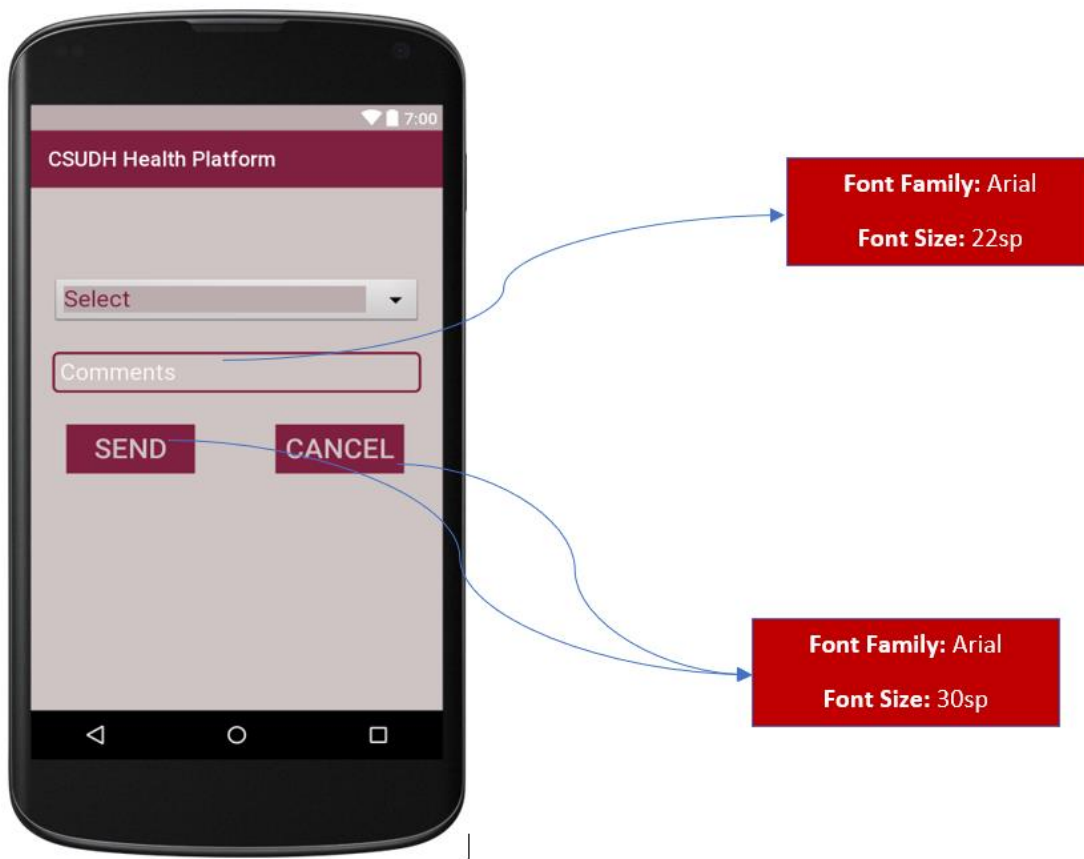 7:00
CSUDH Health Platform
Select
Comments
SEND CANCEL
Font Family: Arial
Font Size: 22sp
Font Family: Arial
Font Size: 30sp